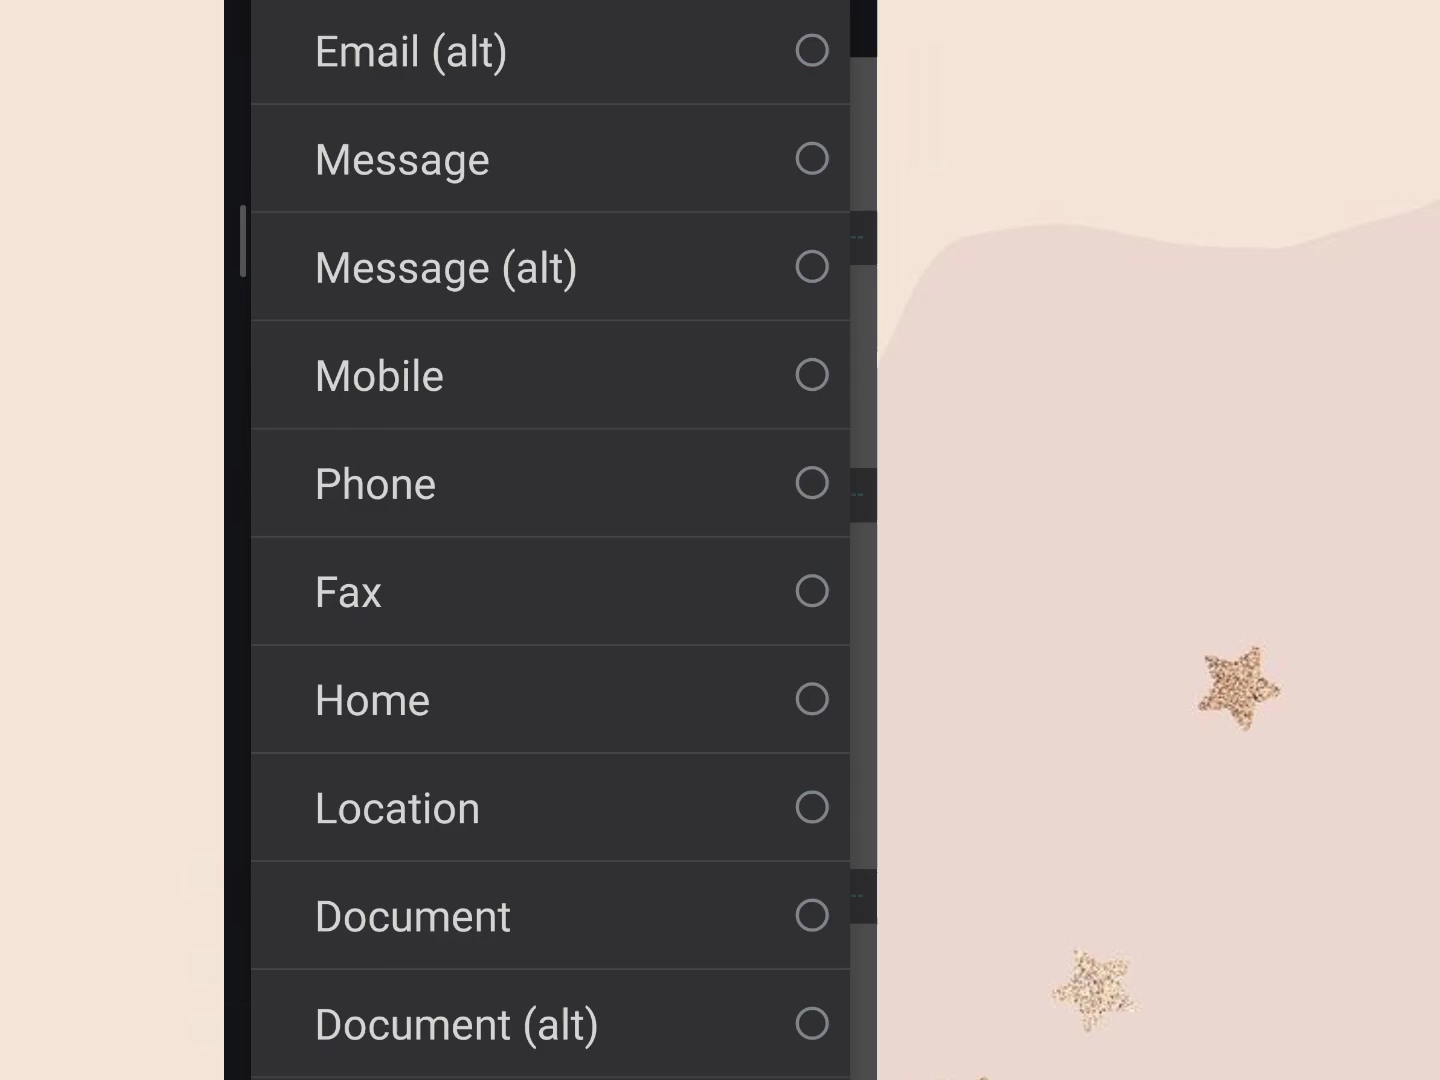 Email (alt)
Message
Message (alt)
Mobile
Phone
Fax
Home
Location
Document
Document (alt)